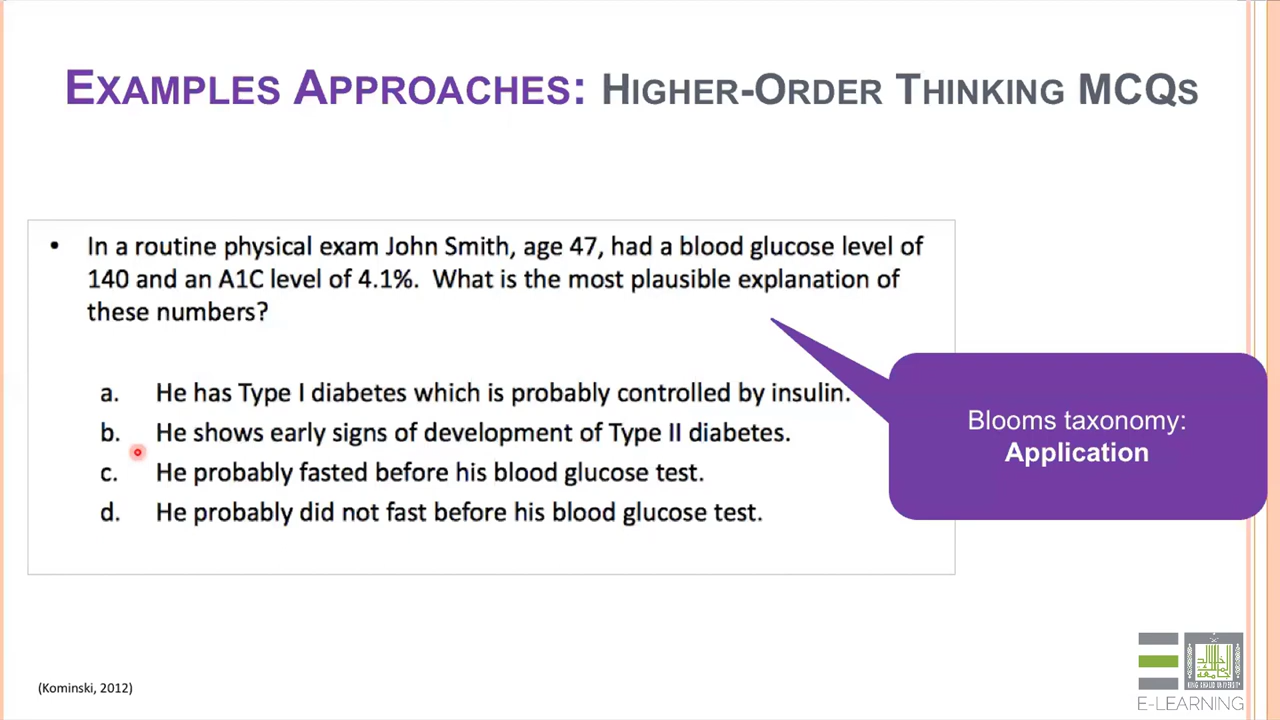 EXAMPLES APPROACHES: HIGHER-ORDER THINKING MCQS
• In a routine physical exam John Smith, age 47, had a blood glucose level of
140 and an A1C level of 4.1%. What is the most plausible explanation of
these numbers?
a. He has Type I diabetes which is probably controlled by insulin.
b. He shows early signs of development of Type II diabetes.
c. He probably fasted before his blood glucose test.
d. He probably did not fast before his blood glucose test.
Blooms taxonomy:
Application
(Kominski, 2012)
KING KHALID UNIVERSITY
E-LEARNING